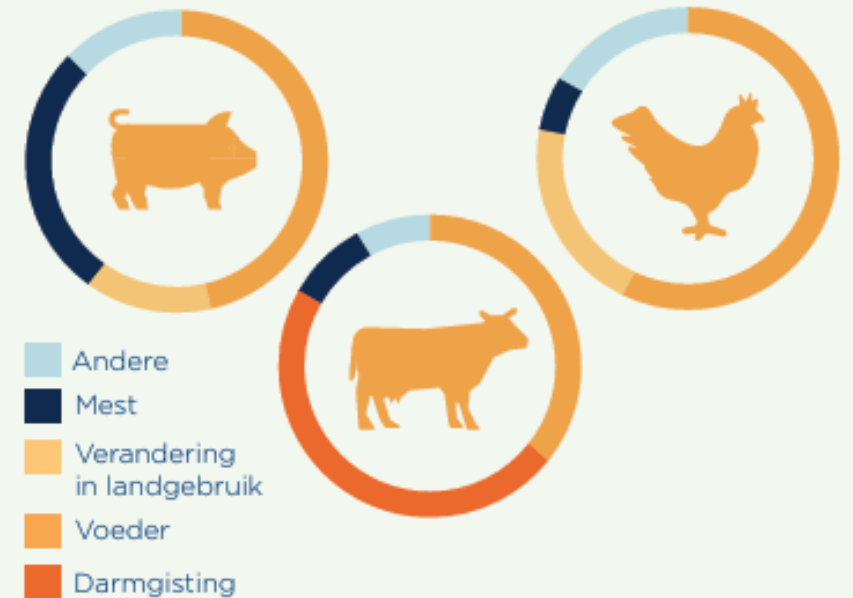 Andere
Mest
Verandering
in landgebruik
Voeder
Darmgisting